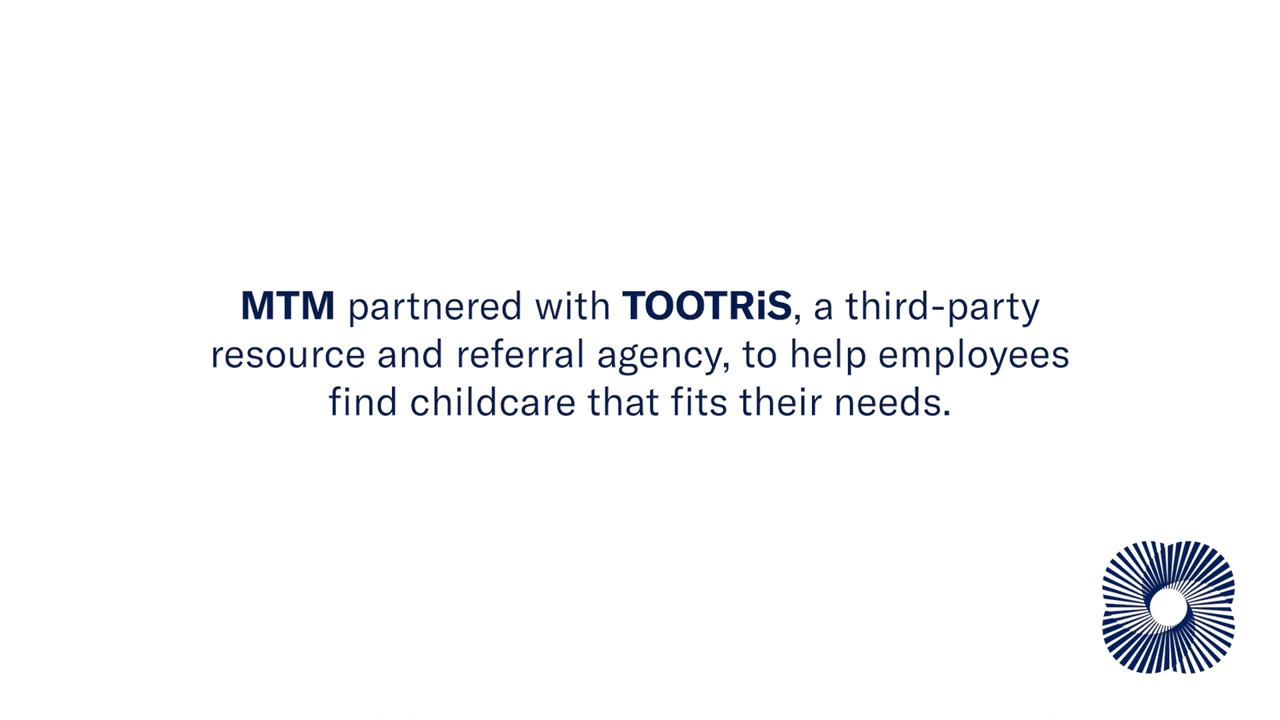 MTM partnered with TOOTRiS, a third-party
resource and referral agency, to help employees
find childcare that fits their needs.